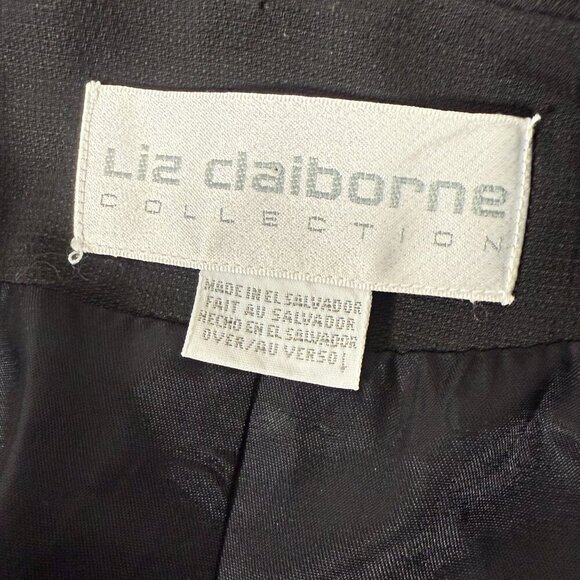 Liz claiborne
COLLECTION
MADE IN EL SALVADOR
FAIT AU SALVADOR
HECHO EN EL SALVADOR
OVER/AU VERSO